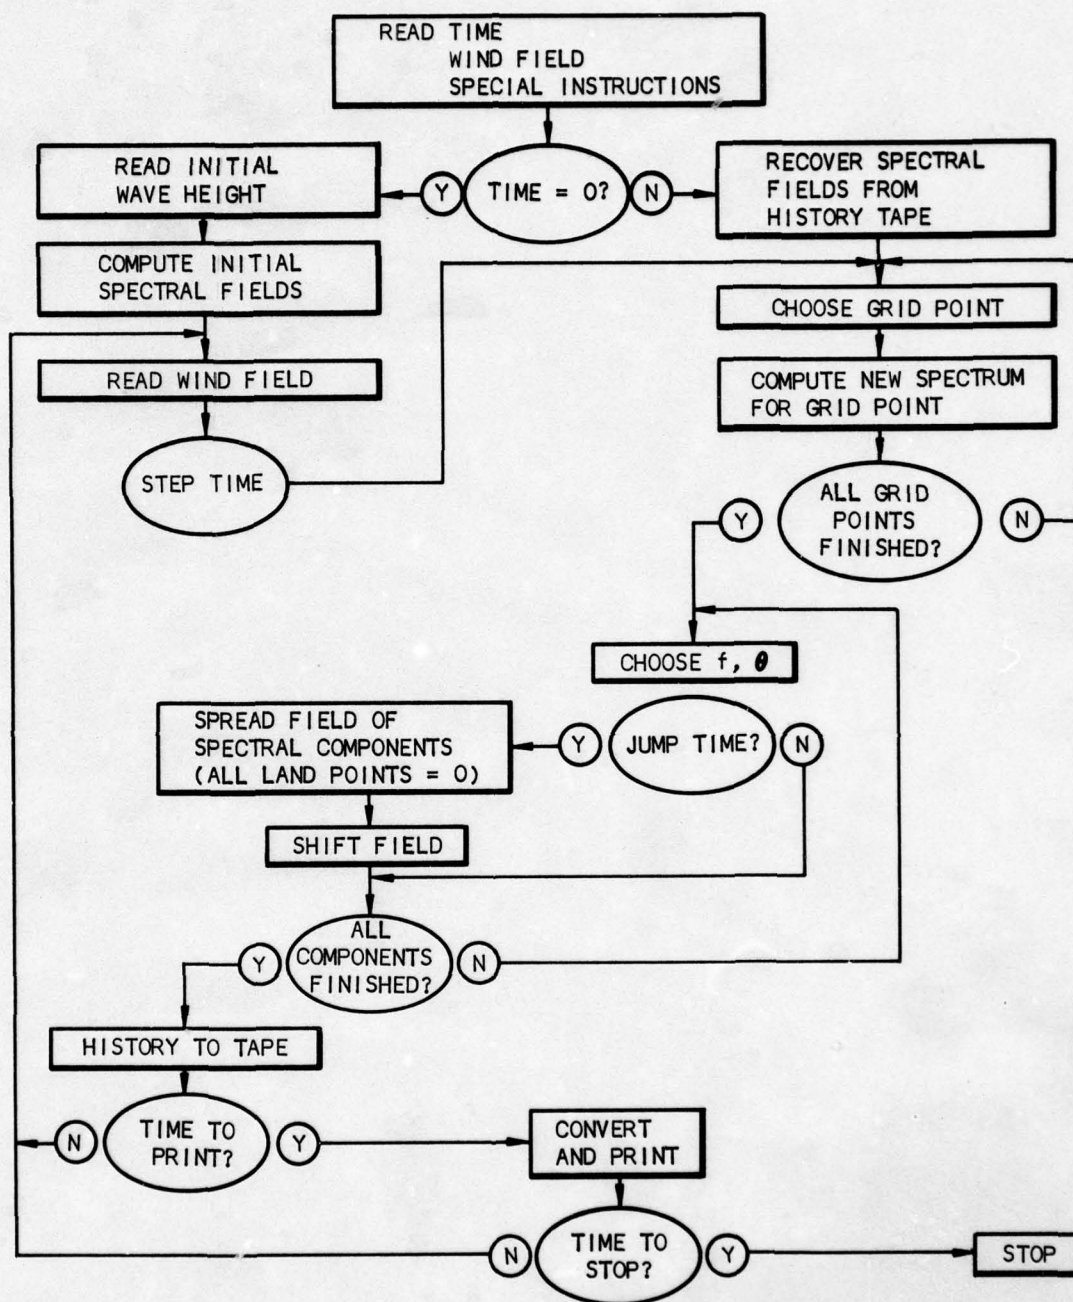 READ TIME
WIND FIELD
SPECIAL INSTRUCTIONS
READ INITIAL
WAVE HEIGHT
Y
TIME = 0?
N
RECOVER SPECTRAL
FIELDS FROM
HISTORY TAPE
COMPUTE INITIAL
SPECTRAL FIELDS
CHOOSE GRID POINT
READ WIND FIELD
COMPUTE NEW SPECTRUM
FOR GRID POINT
STEP TIME
Y
ALL GRID
POINTS
FINISHED?
N
CHOOSE f, θ
SPREAD FIELD OF
SPECTRAL COMPONENTS
(ALL LAND POINTS = 0)
Y
JUMP TIME?
N
SHIFT FIELD
Y
ALL
COMPONENTS
FINISHED?
N
HISTORY TO TAPE
N
TIME TO
PRINT?
Y
CONVERT
AND PRINT
N
TIME TO
STOP?
Y
STOP